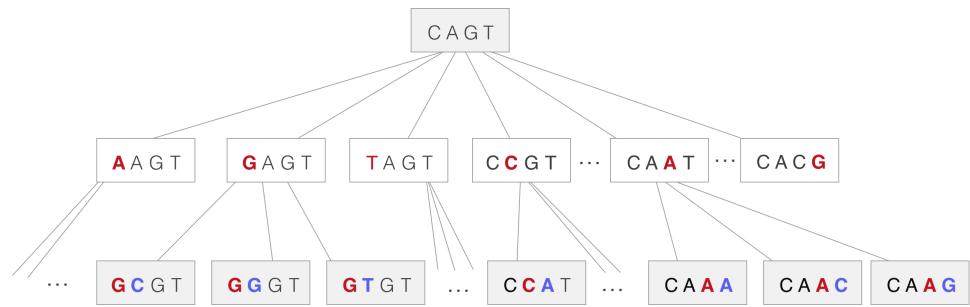 CAGT
AAGT GAGT TAGT CCGT ... CAAT ... CACG
... GCGT GGGT GTGT ... CCAT ... CAAA CAAC CAAG